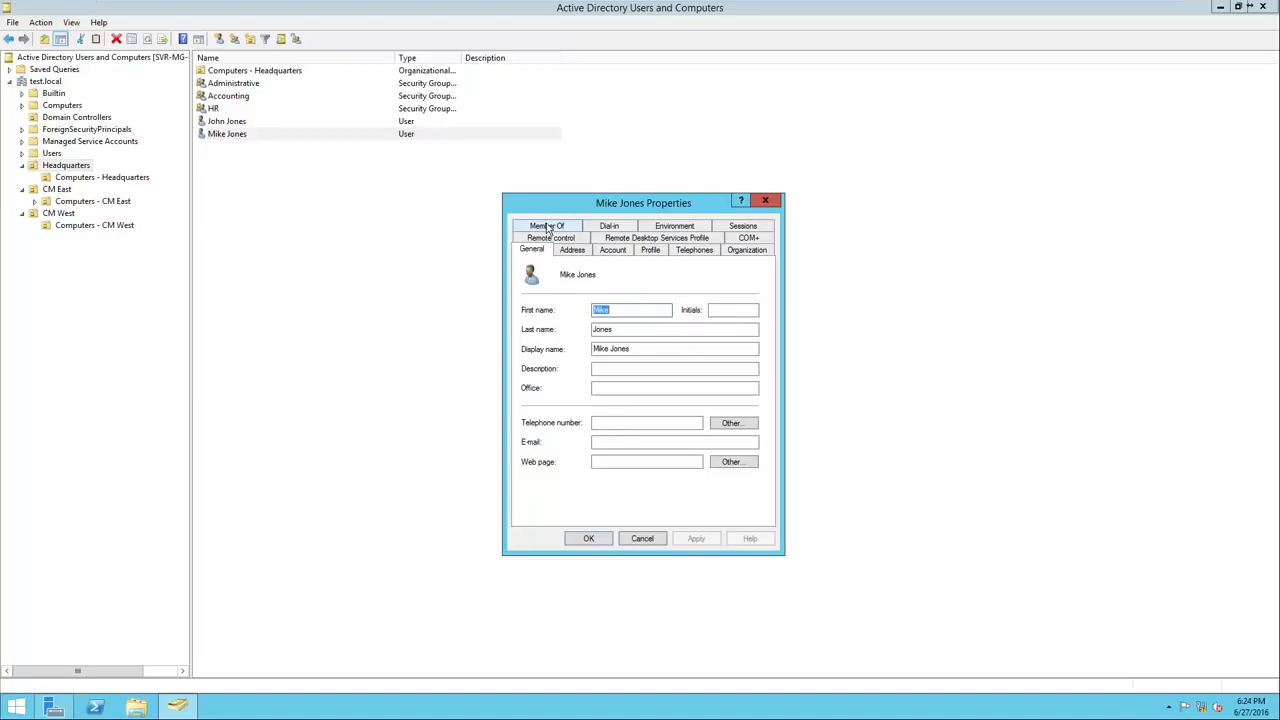 Active Directory Users and Computers
File Action View Help
Active Directory Users and Computers [SVR-MG-
Saved Queries
test.local
Builtin
Computers
Domain Controllers
ForeignSecurityPrincipals
Managed Service Accounts
Users
Headquarters
Computers - Headquarters
CM East
Computers - CM East
CM West
Computers - CM West
Name Type Description
Computers - Headquarters Organizational...
Administrative Security Group...
Accounting Security Group...
HR Security Group...
John Jones User
Mike Jones User
Mike Jones Properties
Member Of Dial-in Environment Sessions
Remote control Remote Desktop Services Profile COM+
General Address Account Profile Telephones Organization
Mike Jones
First name: Mike Initials:
Last name: Jones
Display name: Mike Jones
Description:
Office:
Telephone number: Other...
E-mail:
Web page: Other...
OK Cancel Apply Help
6:24 PM
6/27/2016